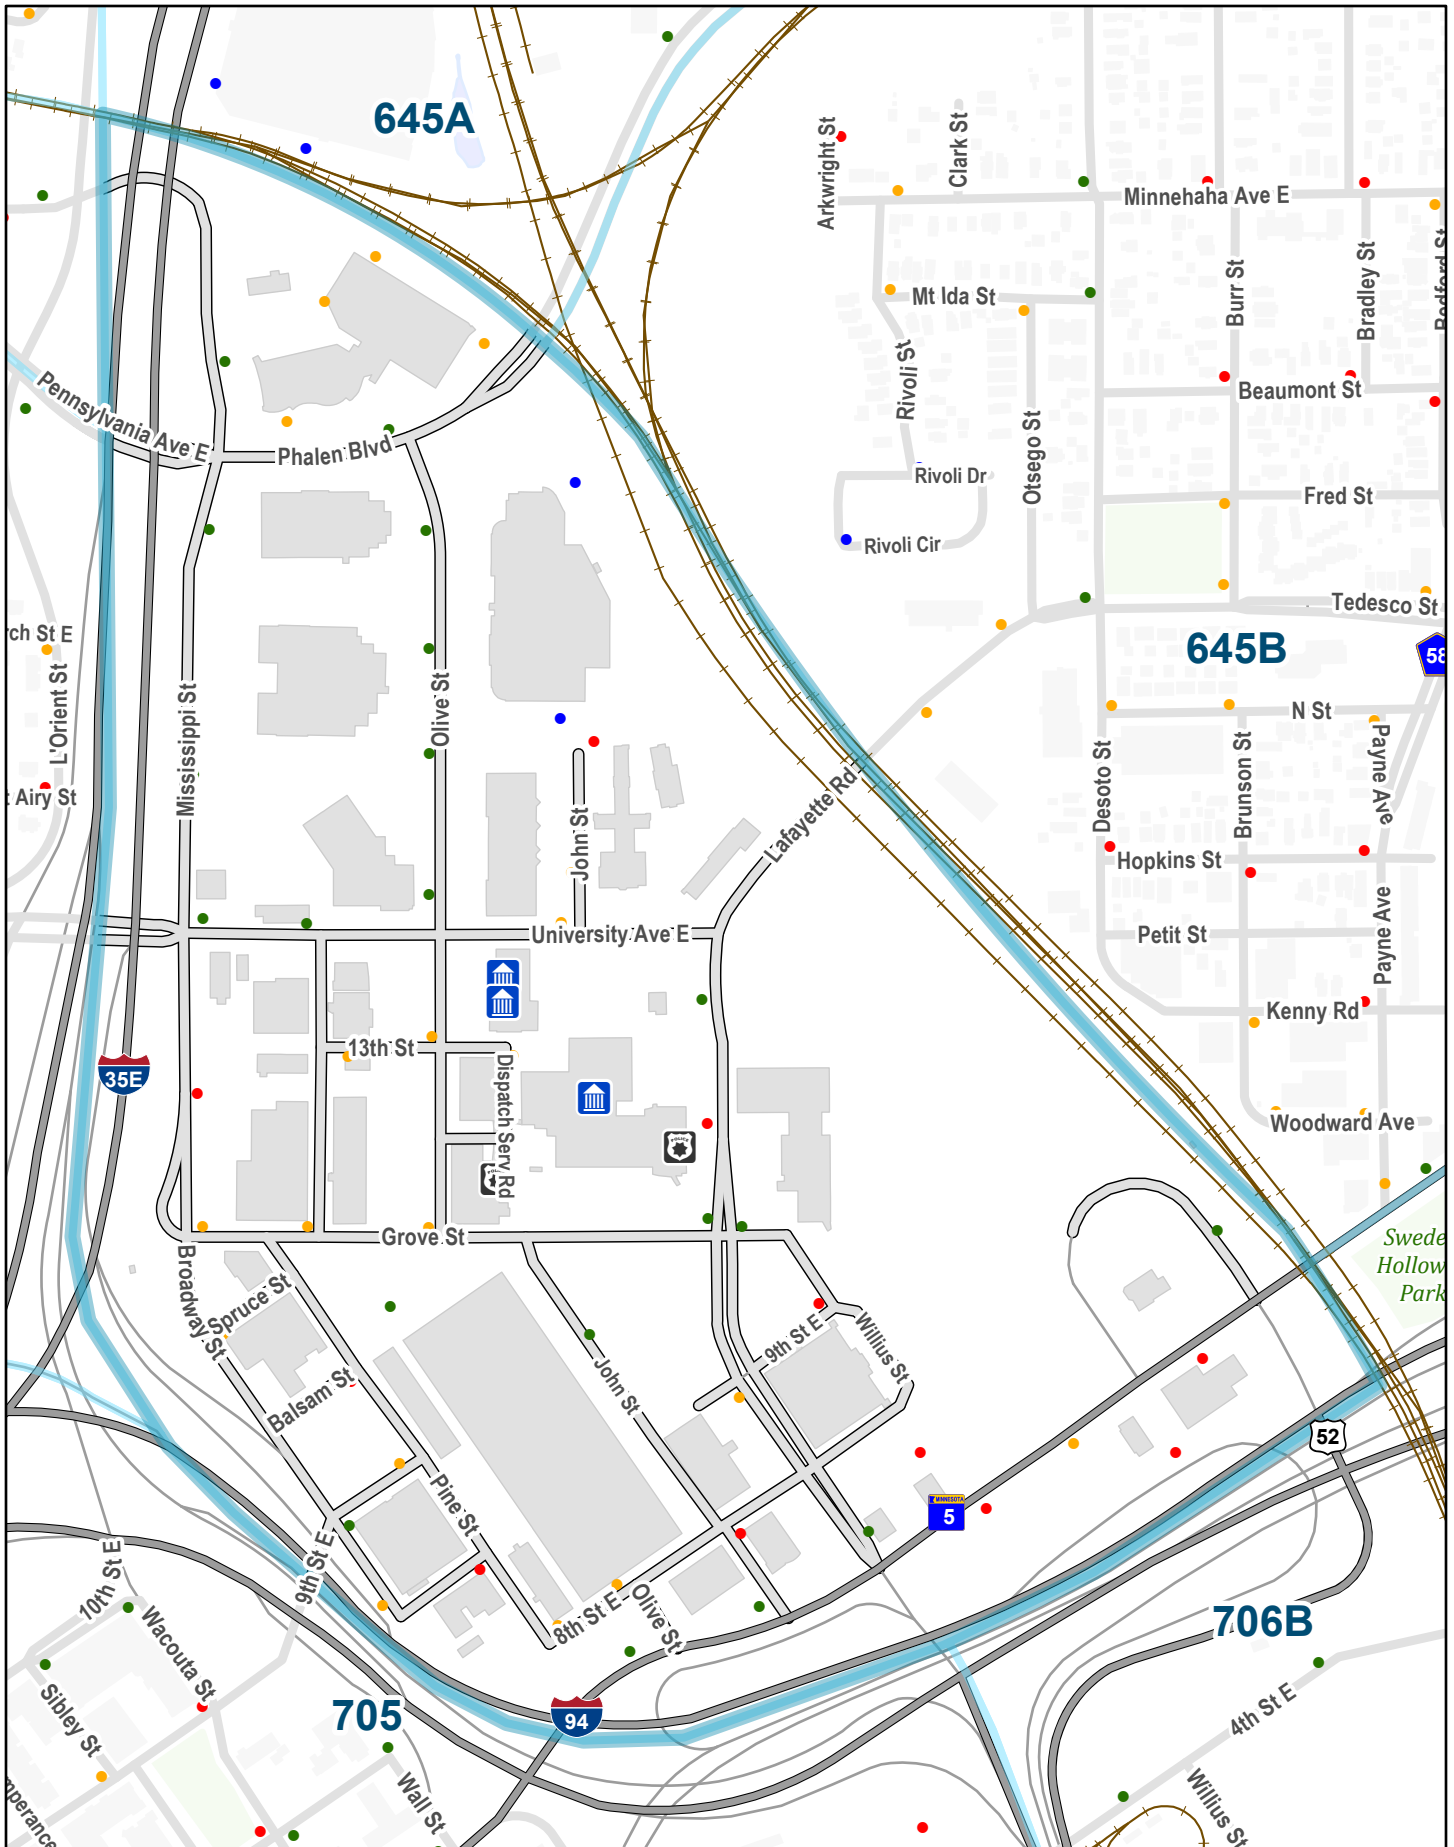 645A
Arkwright St
Clark St
Minnehaha Ave E
Burr St
Bradley St
Bedford St
Mt Ida St
Rivoli St
Pennsylvania Ave E
Phalen Blvd
Beaumont St
Otsego St
Rivoli Dr
Fred St
Rivoli Cir
Tedesco St
rch St E
645B
58
L'Orient St
Mississippi St
Olive St
N St
Payne Ave
Desoto St
Brunson St
t Airy St
John St
Lafayette Rd
Hopkins St
University Ave E
Petit St
Payne Ave
Kenny Rd
13th St
35E
Dispatch Serv Rd
POLICE
Woodward Ave
Grove St
Swede
Hollow
Park
Broadway St
Spruce St
9th St E
Willius St
Balsam St
John St
52
Pine St
MINNESOTA
5
9th St E
10th St E
8th St E
Olive St
706B
Wacouta St
Sibley St
705
94
4th St E
Wall St
Willius St
mperance